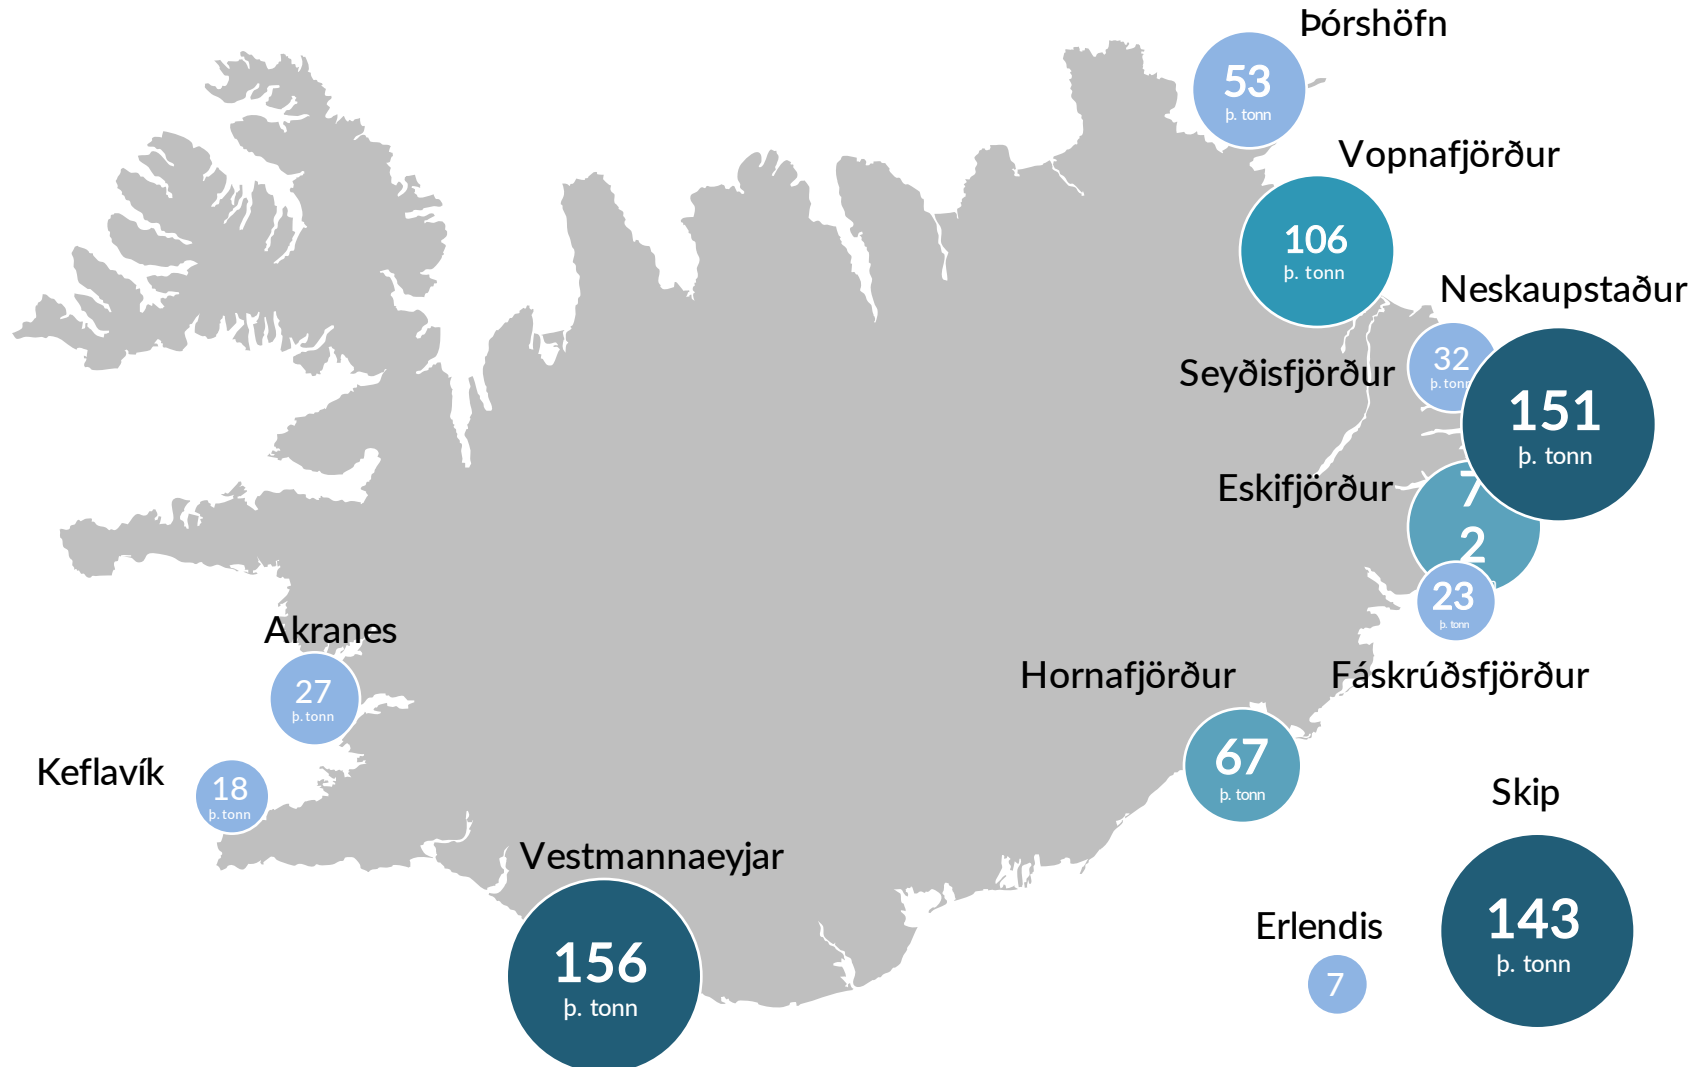 Þórshöfn
53
þ. tonn
Vopnafjörður
106
þ. tonn
Neskaupstaður
151
þ. tonn
Seyðisfjörður
32
þ. tonn
Eskifjörður
7
2
23
þ. tonn
Fáskrúðsfjörður
Hornafjörður
67
þ. tonn
Akranes
27
þ. tonn
Keflavík
18
þ. tonn
Vestmannaeyjar
156
þ. tonn
Skip
143
þ. tonn
Erlendis
7